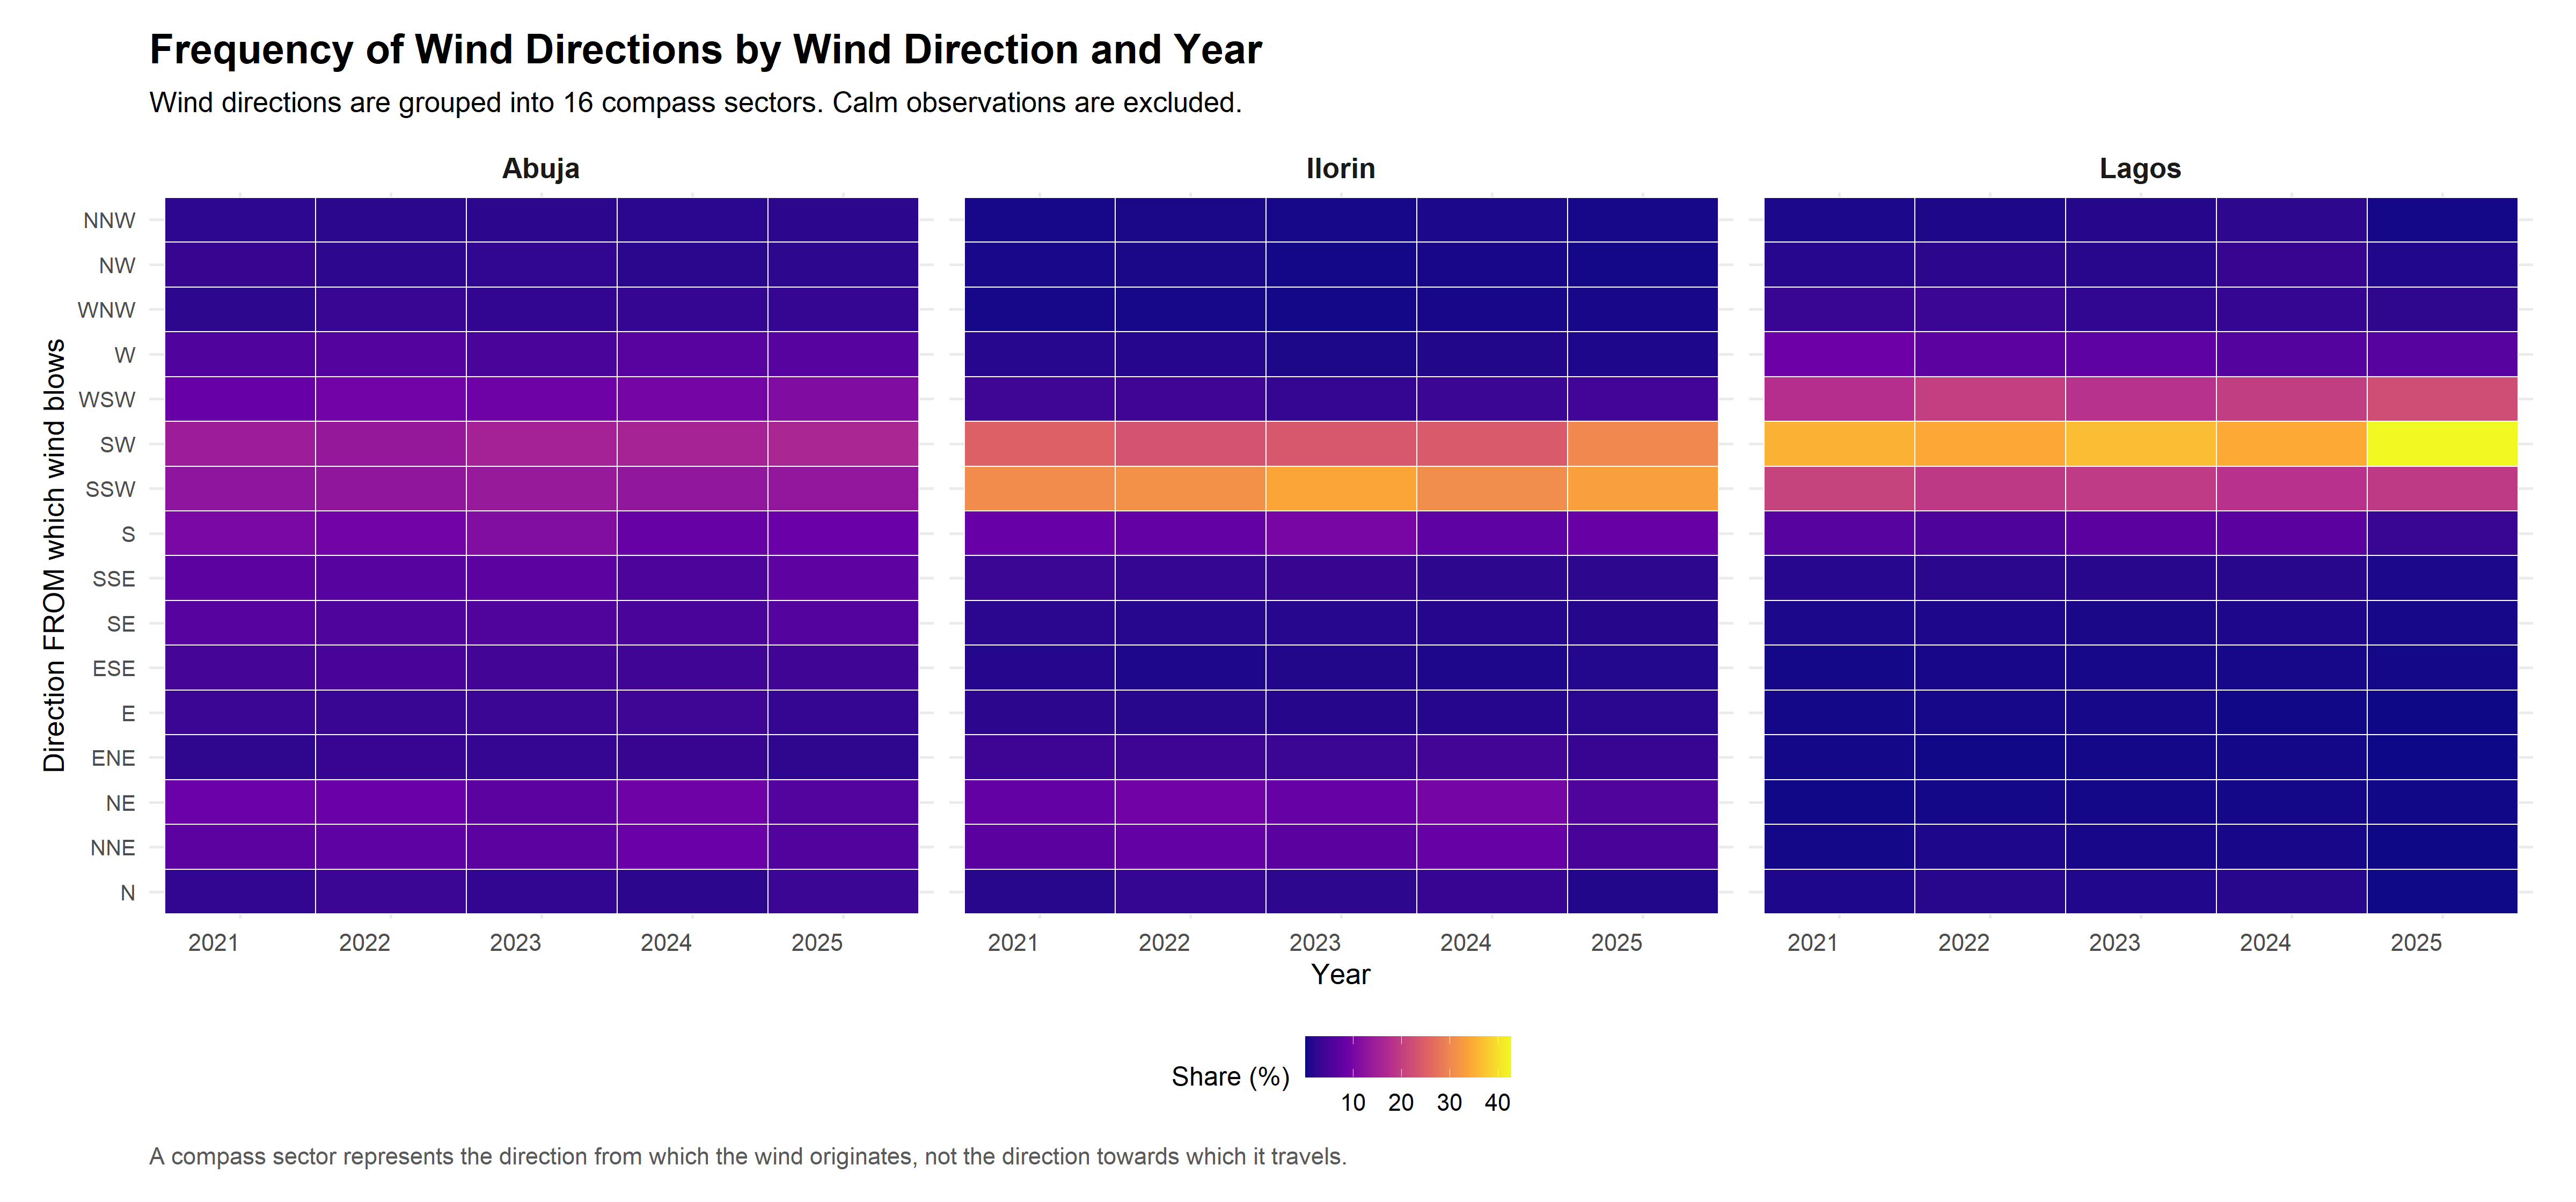 Frequency of Wind Directions by Wind Direction and Year
Wind directions are grouped into 16 compass sectors. Calm observations are excluded.
Abuja
Ilorin
Lagos
Direction FROM which wind blows
NNW
NW
WNW
W
WSW
SW
SSW
S
SSE
SE
ESE
E
ENE
NE
NNE
N
2021 2022 2023 2024 2025
2021 2022 2023 2024 2025
2021 2022 2023 2024 2025
Year
Share (%)
10 20 30 40
A compass sector represents the direction from which the wind originates, not the direction towards which it travels.